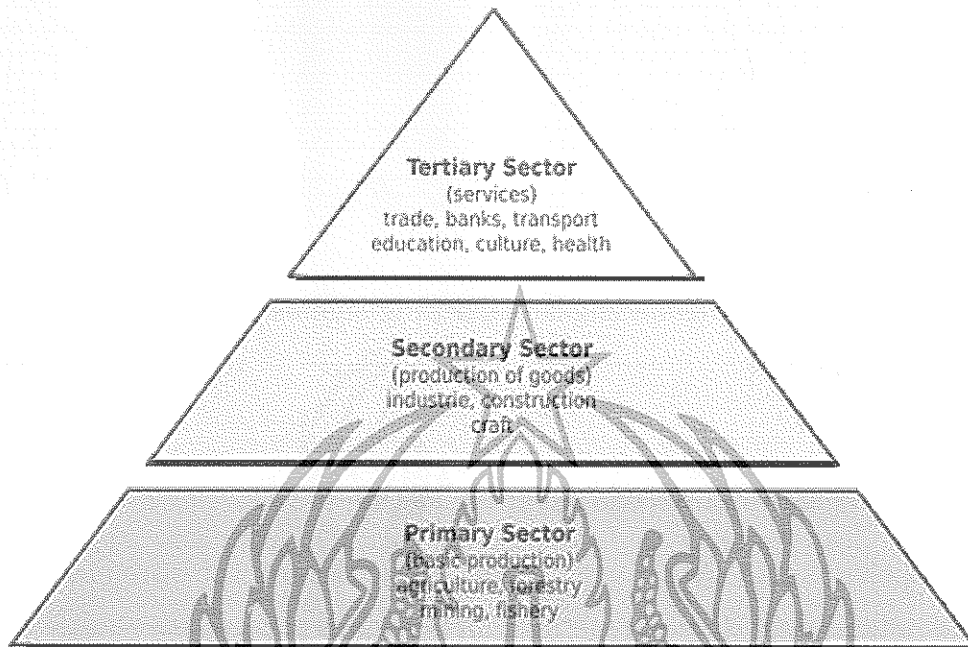 Tertiary Sector
(services)
trade, banks, transport
education, culture, health
Secondary Sector
(production of goods)
industrie, construction
craft
Primary Sector
(basic production)
agriculture, forestry
mining, fishery